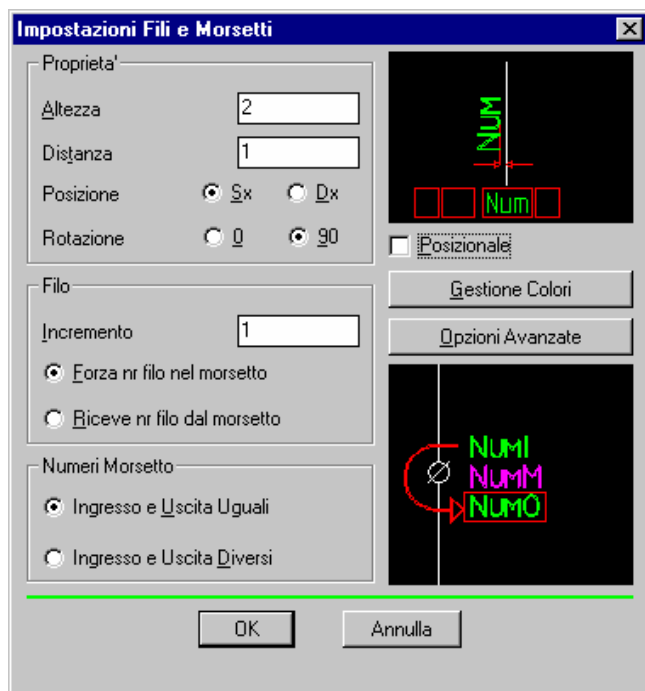 Impostazioni Fili e Morsetti
Proprieta'
Altezza 2
Distanza 1
Posizione Sx Dx
Rotazione 0 90
NUM
Num
Posizionale
Gestione Colori
Opzioni Avanzate
Filo
Incremento 1
Forza nr filo nel morsetto
Riceve nr filo dal morsetto
Numeri Morsetto
Ingresso e Uscita Uguali
Ingresso e Uscita Diversi
NumI
NumM
NumO
OK Annulla